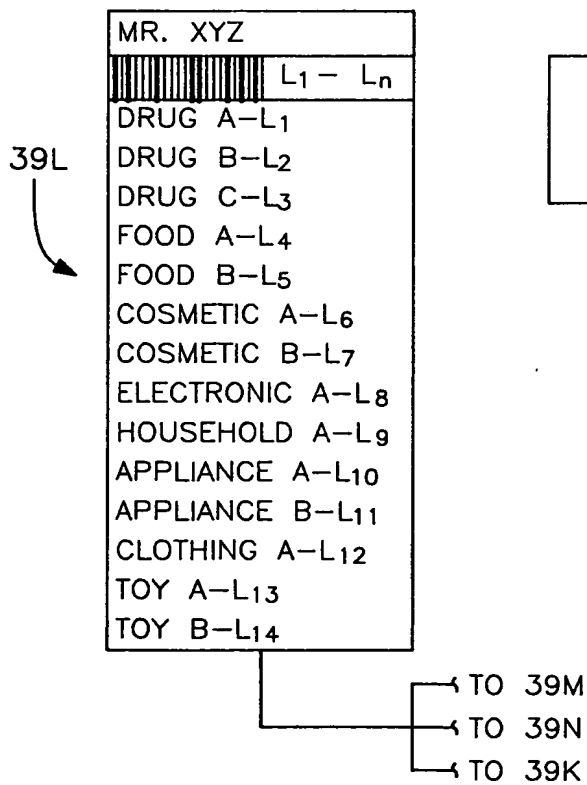 MR. XYZ
L1 – Ln
DRUG A–L1
39L
DRUG B–L2
DRUG C–L3
FOOD A–L4
FOOD B–L5
COSMETIC A–L6
COSMETIC B–L7
ELECTRONIC A–L8
HOUSEHOLD A–L9
APPLIANCE A–L10
APPLIANCE B–L11
CLOTHING A–L12
TOY A–L13
TOY B–L14
TO 39M
TO 39N
TO 39K